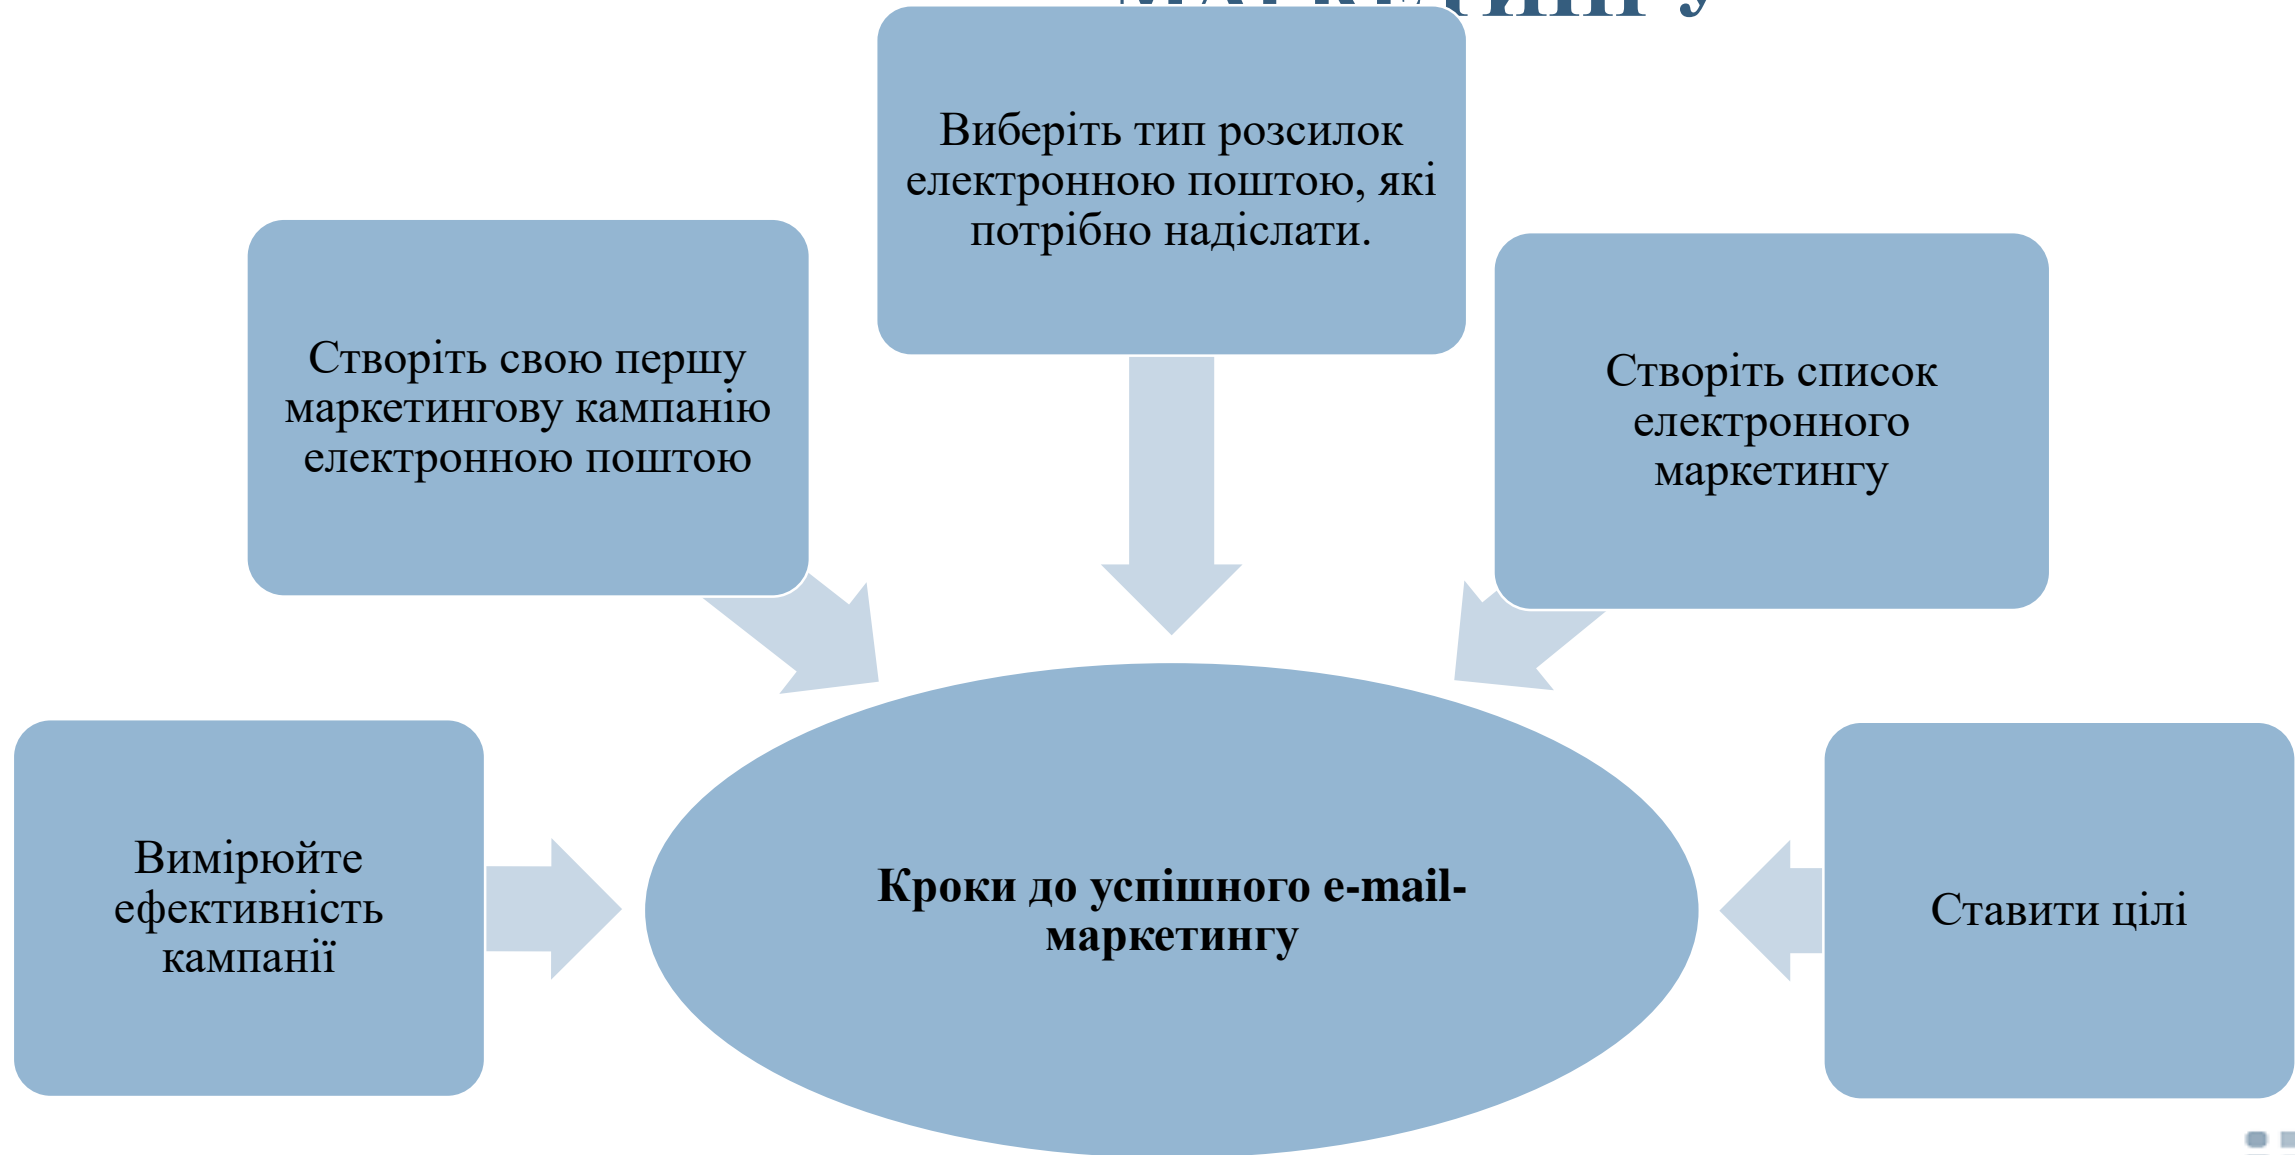 Виберіть тип розсилок
електронною поштою, які
потрібно надіслати.
Створіть свою першу
маркетингову кампанію
електронною поштою
Створіть список
електронного
маркетингу
Вимірюйте
ефективність
кампанії
Кроки до успішного e-mail-
маркетингу
Ставити цілі